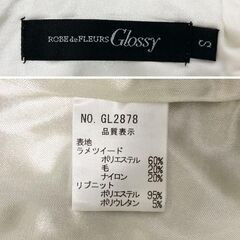 ROBE de FLEURS Glossy
S
NO. GL2878
品質表示
表地
ラメツイード
ポリエステル 60%
毛 20%
ナイロン 20%
リブニット
ポリエステル 95%
ポリウレタン 5%